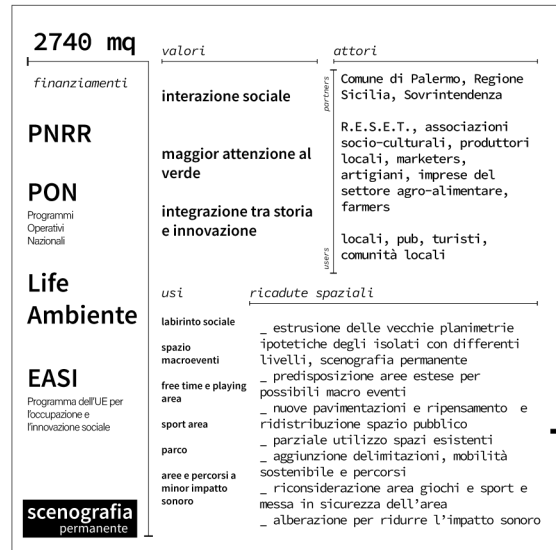 2740 mq
finanziamenti
PNRR
PON
Programmi
Operativi
Nazionali
Life
Ambiente
EASI
Programma dell'UE per
l'occupazione e
l'innovazione sociale
scenografia
permanente
valori
interazione sociale
maggior attenzione al
verde
integrazione tra storia
e innovazione
attori
partners
Comune di Palermo, Regione
Sicilia, Sovrintendenza
R.E.S.E.T., associazioni
socio-culturali, produttori
locali, marketers,
artigiani, imprese del
settore agro-alimentare,
farmers
users
locali, pub, turisti,
comunità locali
usi
labirinto sociale
spazio
macroeventi
free time e playing
area
sport area
parco
aree e percorsi a
minor impatto
sonoro
ricadute spaziali
_ estrusione delle vecchie planimetrie
ipotetiche degli isolati con differenti
livelli, scenografia permanente
_ predisposizione aree estese per
possibili macro eventi
_ nuove pavimentazioni e ripensamento e
ridistribuzione spazio pubblico
_ parziale utilizzo spazi esistenti
_ aggiunzione delimitazioni, mobilità
sostenibile e percorsi
_ riconsiderazione area giochi e sport e
messa in sicurezza dell'area
_ alberazione per ridurre l'impatto sonoro